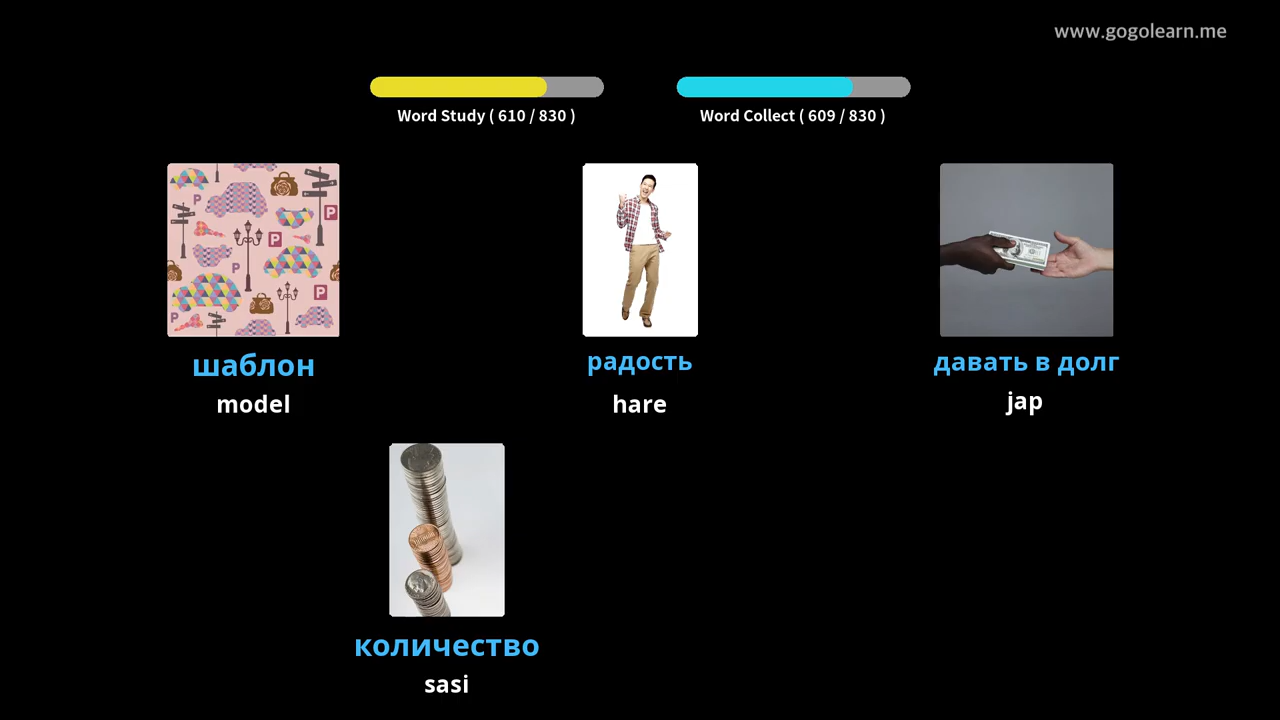 www.gogolearn.me
Word Study ( 610 / 830 )
Word Collect ( 609 / 830 )
P
P
P
P
P
P
шаблон
model
радость
hare
давать в долг
jap
количество
sasi